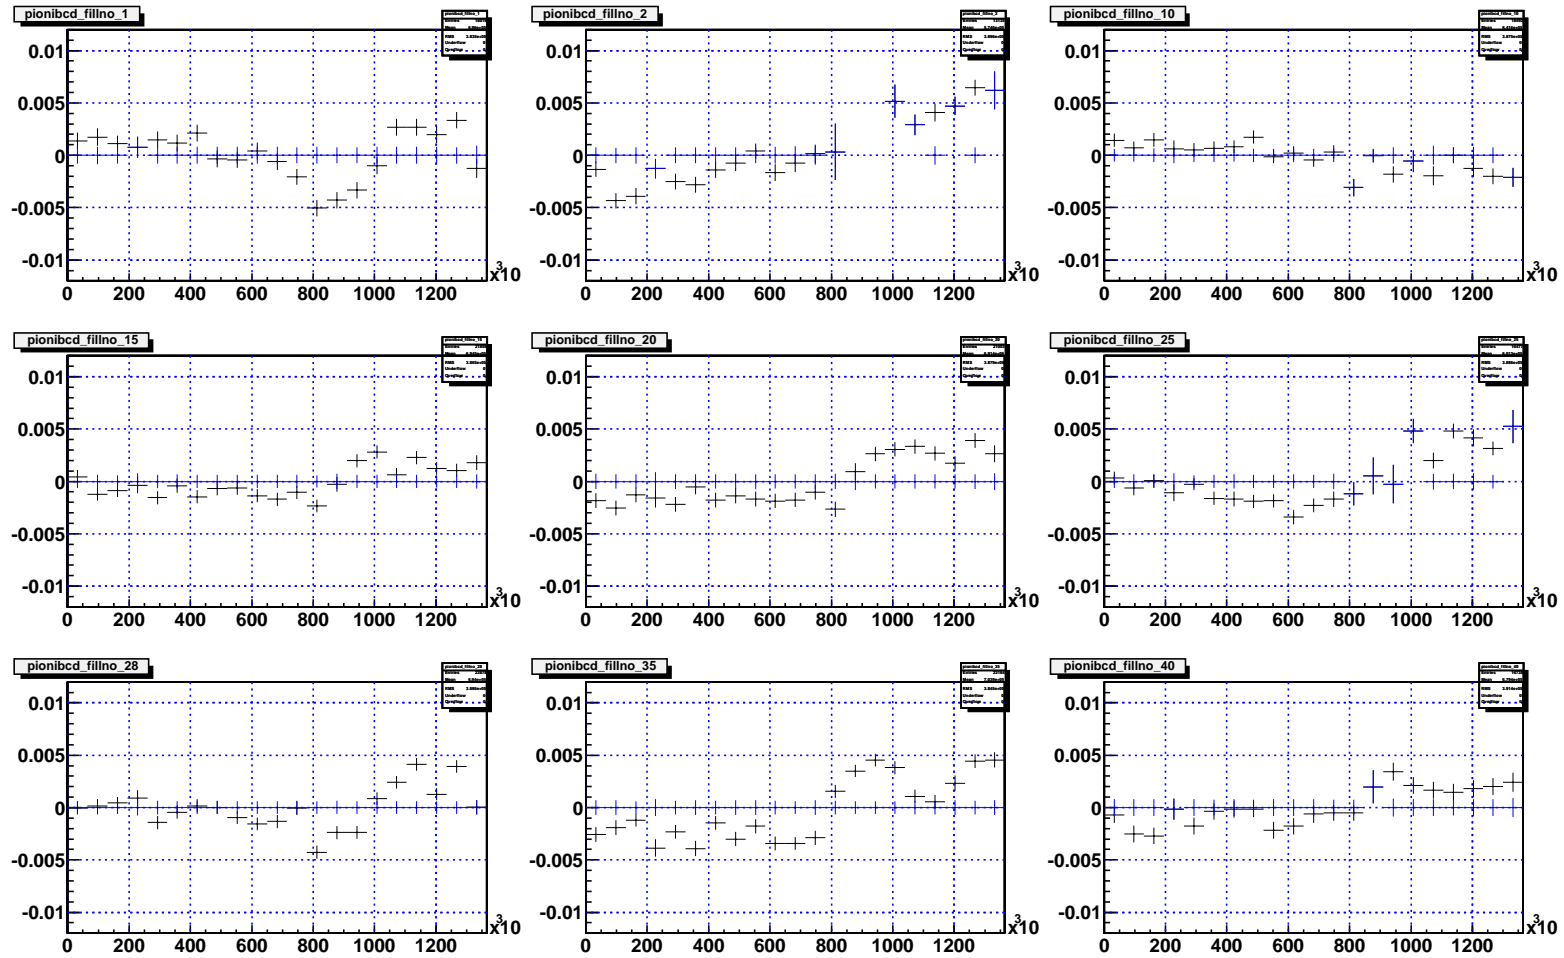 pionibcd_fillno_1
pionibcd_fillno_2
pionibcd_fillno_10
0.01 0.01 0.01
0.005 0.005 0.005
0 0 0
-0.005 -0.005 -0.005
-0.01 -0.01 -0.01
0 200 400 600 800 1000 1200 x10 3
0 200 400 600 800 1000 1200 x10 3
0 200 400 600 800 1000 1200 x10 3
pionibcd_fillno_15
pionibcd_fillno_20
pionibcd_fillno_25
0.01 0.01 0.01
0.005 0.005 0.005
0 0 0
-0.005 -0.005 -0.005
-0.01 -0.01 -0.01
0 200 400 600 800 1000 1200 x10 3
0 200 400 600 800 1000 1200 x10 3
0 200 400 600 800 1000 1200 x10 3
pionibcd_fillno_28
pionibcd_fillno_35
pionibcd_fillno_40
0.01 0.01 0.01
0.005 0.005 0.005
0 0 0
-0.005 -0.005 -0.005
-0.01 -0.01 -0.01
0 200 400 600 800 1000 1200 x10 3
0 200 400 600 800 1000 1200 x10 3
0 200 400 600 800 1000 1200 x10 3